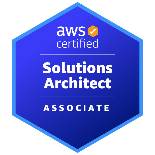 aws
certified
Solutions
Architect
ASSOCIATE